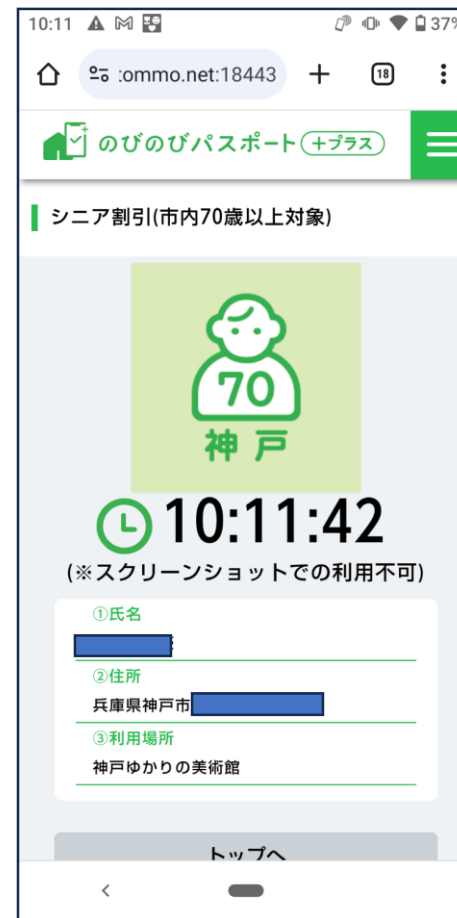 10:11 37%
:ommo.net:18443 18
のびのびパスポート +プラス
シニア割引(市内70歳以上対象)
70
神戸
10:11:42
(※スクリーンショットでの利用不可)
①氏名
②住所
兵庫県神戸市
③利用場所
神戸ゆかりの美術館
トップへ